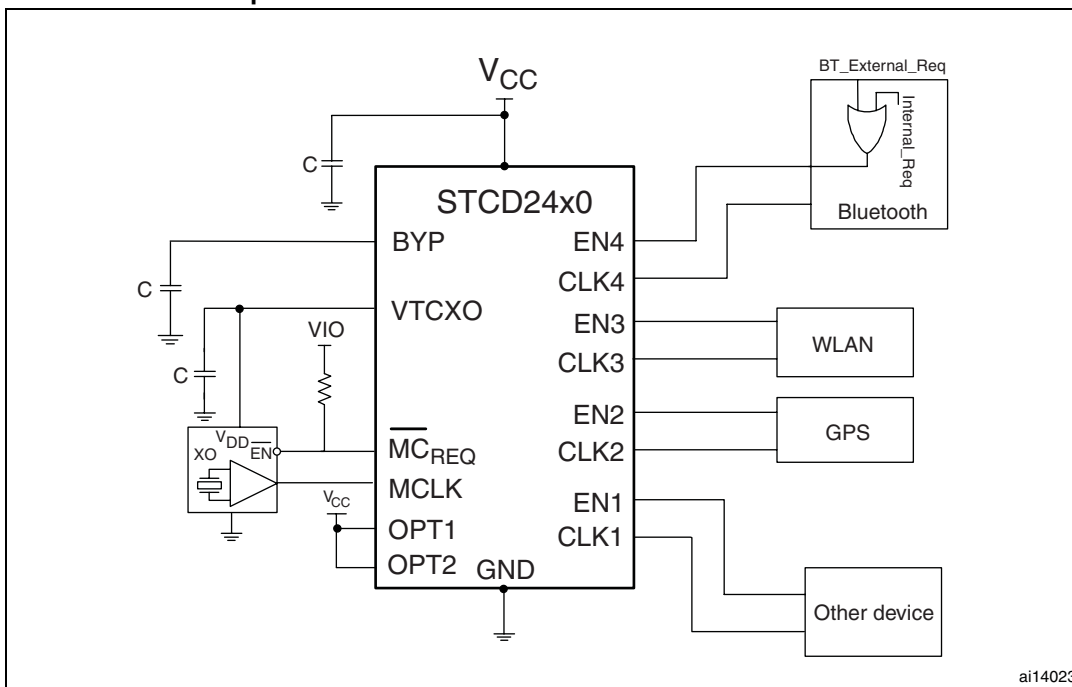 VCC
BT_External_Req
Internal_Req
Bluetooth
C
STCD24x0
BYP
EN4
CLK4
C
VTCXO
VIO
EN3
CLK3
WLAN
C
EN2
CLK2
GPS
VDD
EN
XO
MCREQ
MCLK
VCC
OPT1
OPT2
GND
EN1
CLK1
Other device
ai14023